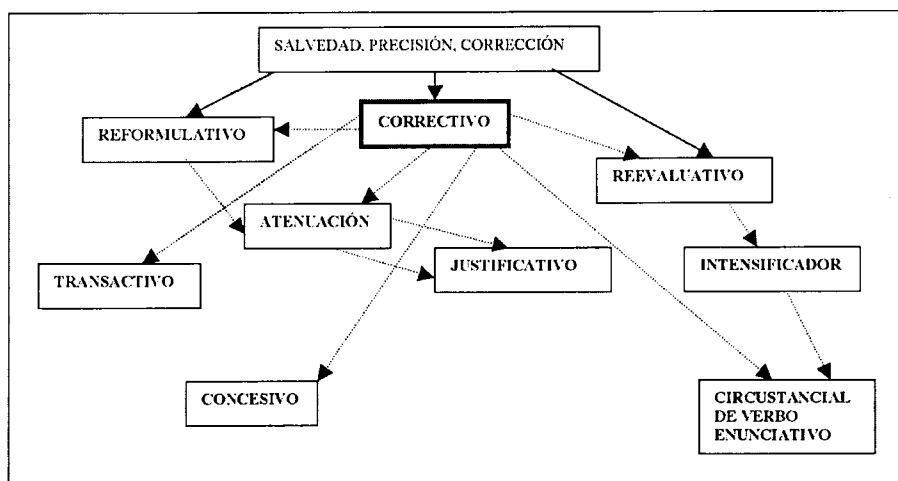 SALVEDAD, PRECISIÓN, CORRECCIÓN
CORRECTIVO
REFORMULATIVO
REEVALUATIVO
ATENUACIÓN
JUSTIFICATIVO
INTENSIFICADOR
TRANSACTIVO
CONCESIVO
CIRCUSTANCIAL
DE VERBO
ENUNCIATIVO